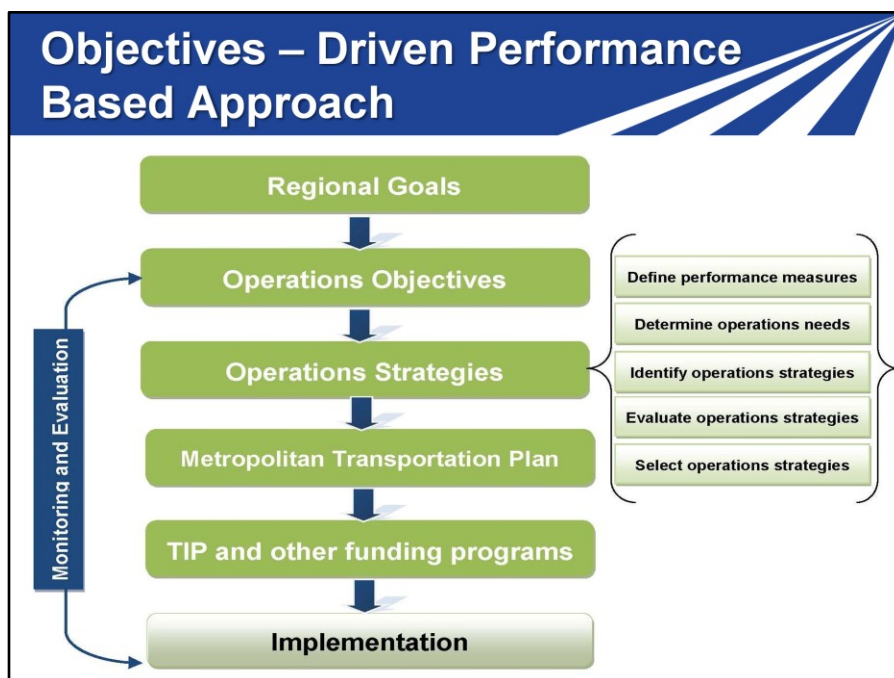 Objectives – Driven Performance
Based Approach
Regional Goals
Operations Objectives
Operations Strategies
Metropolitan Transportation Plan
TIP and other funding programs
Implementation
Monitoring and Evaluation
Define performance measures
Determine operations needs
Identify operations strategies
Evaluate operations strategies
Select operations strategies